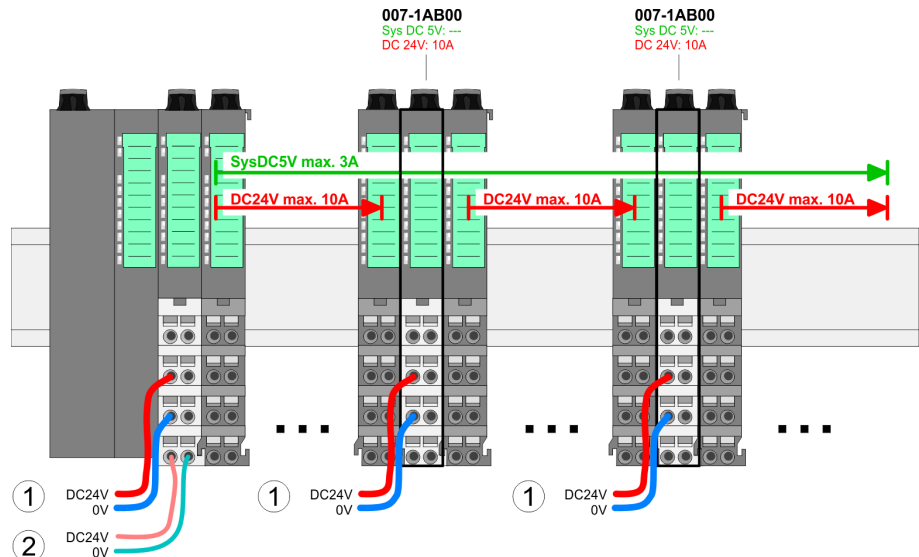 007-1AB00
Sys DC 5V: ---
DC 24V: 10A
007-1AB00
Sys DC 5V: ---
DC 24V: 10A
SysDC5V max. 3A
DC24V max. 10A
DC24V max. 10A
DC24V max. 10A
1
DC24V
0V
1
DC24V
0V
1
DC24V
0V
2
DC24V
0V